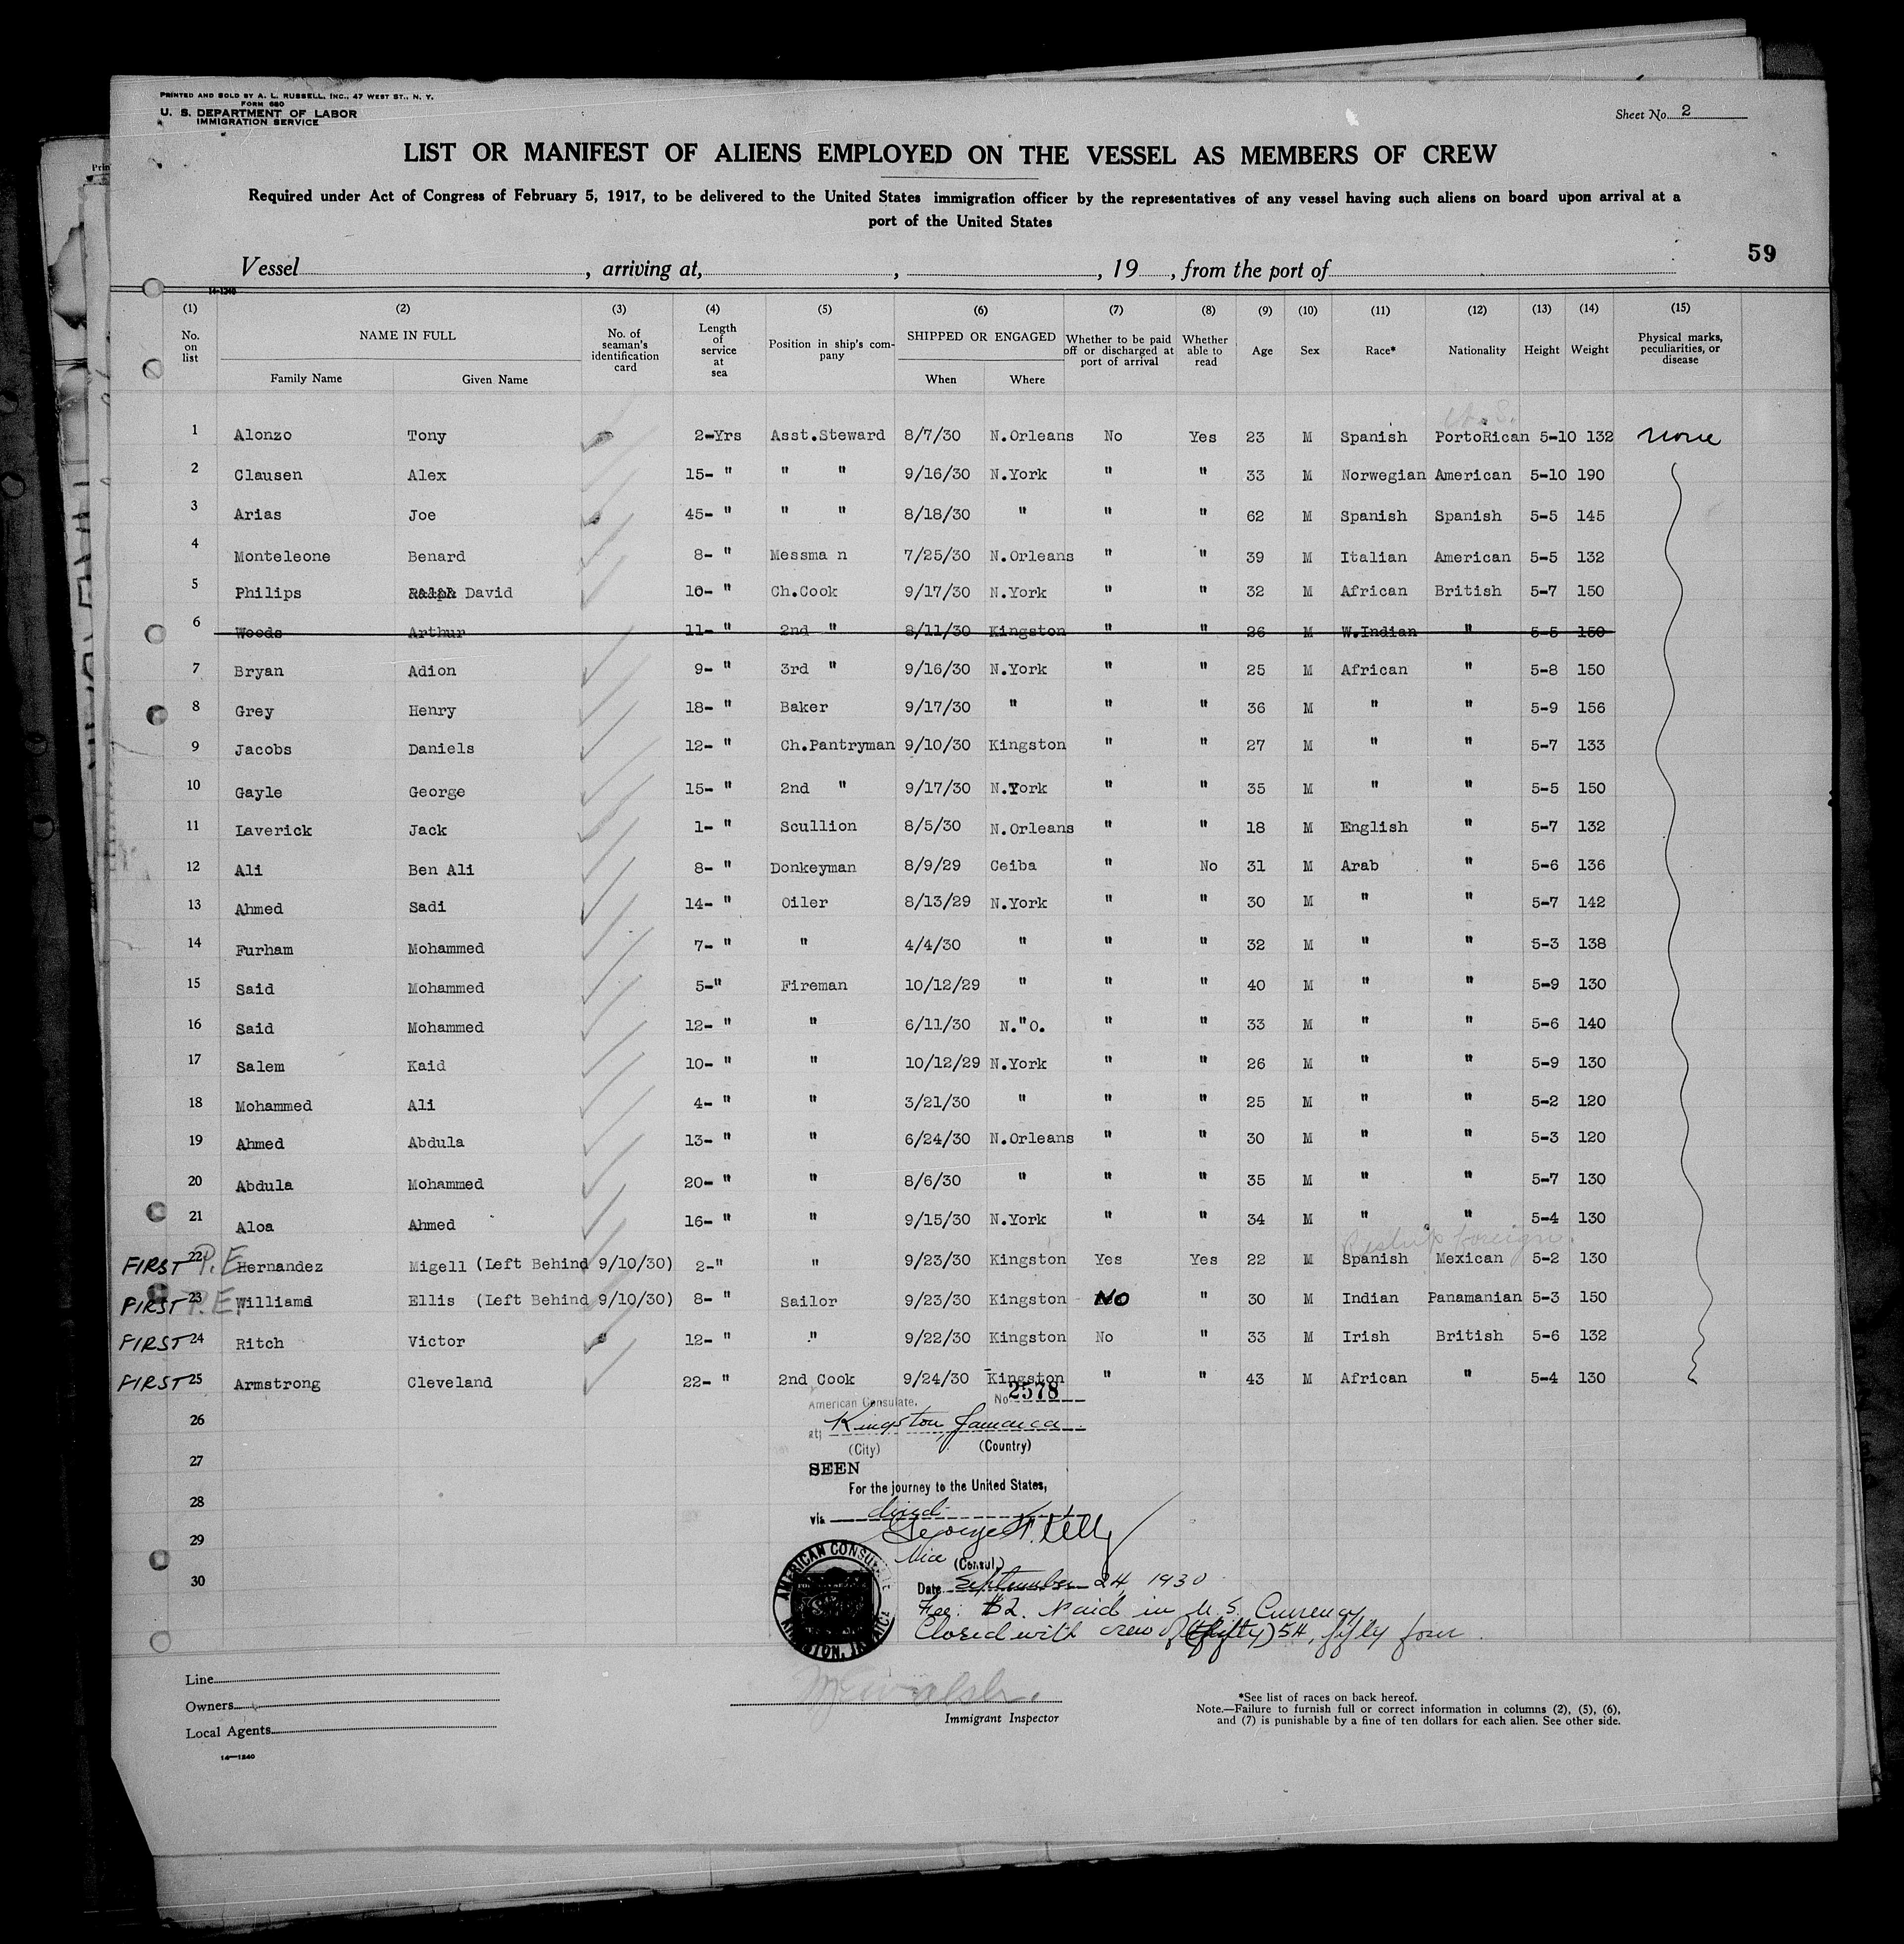 PRINTED AND SOLD BY A. L. RUSSELL, INC., 47 WEST ST., N. Y.
FORM 680
U. S. DEPARTMENT OF LABOR
IMMIGRATION SERVICE
Sheet No. 2
LIST OR MANIFEST OF ALIENS EMPLOYED ON THE VESSEL AS MEMBERS OF CREW
Required under Act of Congress of February 5, 1917, to be delivered to the United States immigration officer by the representatives of any vessel having such aliens on board upon arrival at a
port of the United States
59
Vessel , arriving at, , , 19 , from the port of
14-1240
(1) (2) (3) (4) (5) (6) (7) (8) (9) (10) (11) (12) (13) (14) (15)
No. on list NAME IN FULL No. of seaman's identification card Length of service at sea Position in ship's company SHIPPED OR ENGAGED Whether to be paid off or discharged at port of arrival Whether able to read Age Sex Race* Nationality Height Weight Physical marks, peculiarities, or disease
Family Name Given Name When Where
U.S.
1 Alonzo Tony 2-Yrs Asst.Steward 8/7/30 N.Orleans No Yes 23 M Spanish PortoRican 5-10 132 none
2 Clausen Alex 15- " " " 9/16/30 N.York " " 33 M Norwegian American 5-10 190
3 Arias Joe 45- " " " 8/18/30 " " " 62 M Spanish Spanish 5-5 145
4 Monteleone Benard 8- " Messma n 7/25/30 N.Orleans " " 39 M Italian American 5-5 132
5 Philips Ralph David 10- " Ch.Cook 9/17/30 N.York " " 32 M African British 5-7 150
6 Woods Arthur 11- " 2nd " 8/11/30 Kingston " " 26 M W.Indian " 5-5 150
7 Bryan Adion 9- " 3rd " 9/16/30 N.York " " 25 M African " 5-8 150
8 Grey Henry 18- " Baker 9/17/30 " " " 36 M " " 5-9 156
9 Jacobs Daniels 12- " Ch.Pantryman 9/10/30 Kingston " " 27 M " " 5-7 133
10 Gayle George 15- " 2nd " 9/17/30 N.York " " 35 M " " 5-5 150
11 Laverick Jack 1- " Scullion 8/5/30 N.Orleans " " 18 M English " 5-7 132
12 Ali Ben Ali 8- " Donkeyman 8/9/29 Ceiba " No 31 M Arab " 5-6 136
13 Ahmed Sadi 14- " Oiler 8/13/29 N.York " " 30 M " " 5-7 142
14 Furham Mohammed 7- " " 4/4/30 " " " 32 M " " 5-3 138
15 Said Mohammed 5-" Fireman 10/12/29 " " " 40 M " " 5-9 130
16 Said Mohammed 12- " " 6/11/30 N."O. " " 33 M " " 5-6 140
17 Salem Kaid 10- " " 10/12/29 N.York " " 26 M " " 5-9 130
18 Mohammed Ali 4- " " 3/21/30 " " " 25 M " " 5-2 120
19 Ahmed Abdula 13- " " 6/24/30 N.Orleans " " 30 M " " 5-3 120
20 Abdula Mohammed 20- " " 8/6/30 " " " 35 M " " 5-7 130
21 Aloa Ahmed 16- " " 9/15/30 N.York " " 34 M " " 5-4 130
Reship foreign.
FIRST 22 P.E. Hernandez Migell (Left Behind 9/10/30) 2-" " 9/23/30 Kingston Yes Yes 22 M Spanish Mexican 5-2 130
FIRST 23 P.E. Williams Ellis (Left Behind 9/10/30) 8- " Sailor 9/23/30 Kingston NO " 30 M Indian Panamanian 5-3 150
FIRST 24 Ritch Victor 12- " " 9/22/30 Kingston No " 33 M Irish British 5-6 132
FIRST 25 Armstrong Cleveland 22- " 2nd Cook 9/24/30 Kingston " " 43 M African " 5-4 130
American Consulate. No 2578
26
at Kingston, Jamaica
(City) (Country)
27
SEEN
For the journey to the United States,
28
via direct
George F. Kelly
29
Vice (Consul)
30
Date September 24, 1930
Fee: $2. Paid in U.S. Currency
Closed with crew of (fifty) 54, fifty four.
AMERICAN CONSULATE
KINGSTON, JAMAICA
Line
Owners
Local Agents
14-1240
Walsh.
Immigrant Inspector
*See list of races on back hereof.
Note.—Failure to furnish full or correct information in columns (2), (5), (6),
and (7) is punishable by a fine of ten dollars for each alien. See other side.